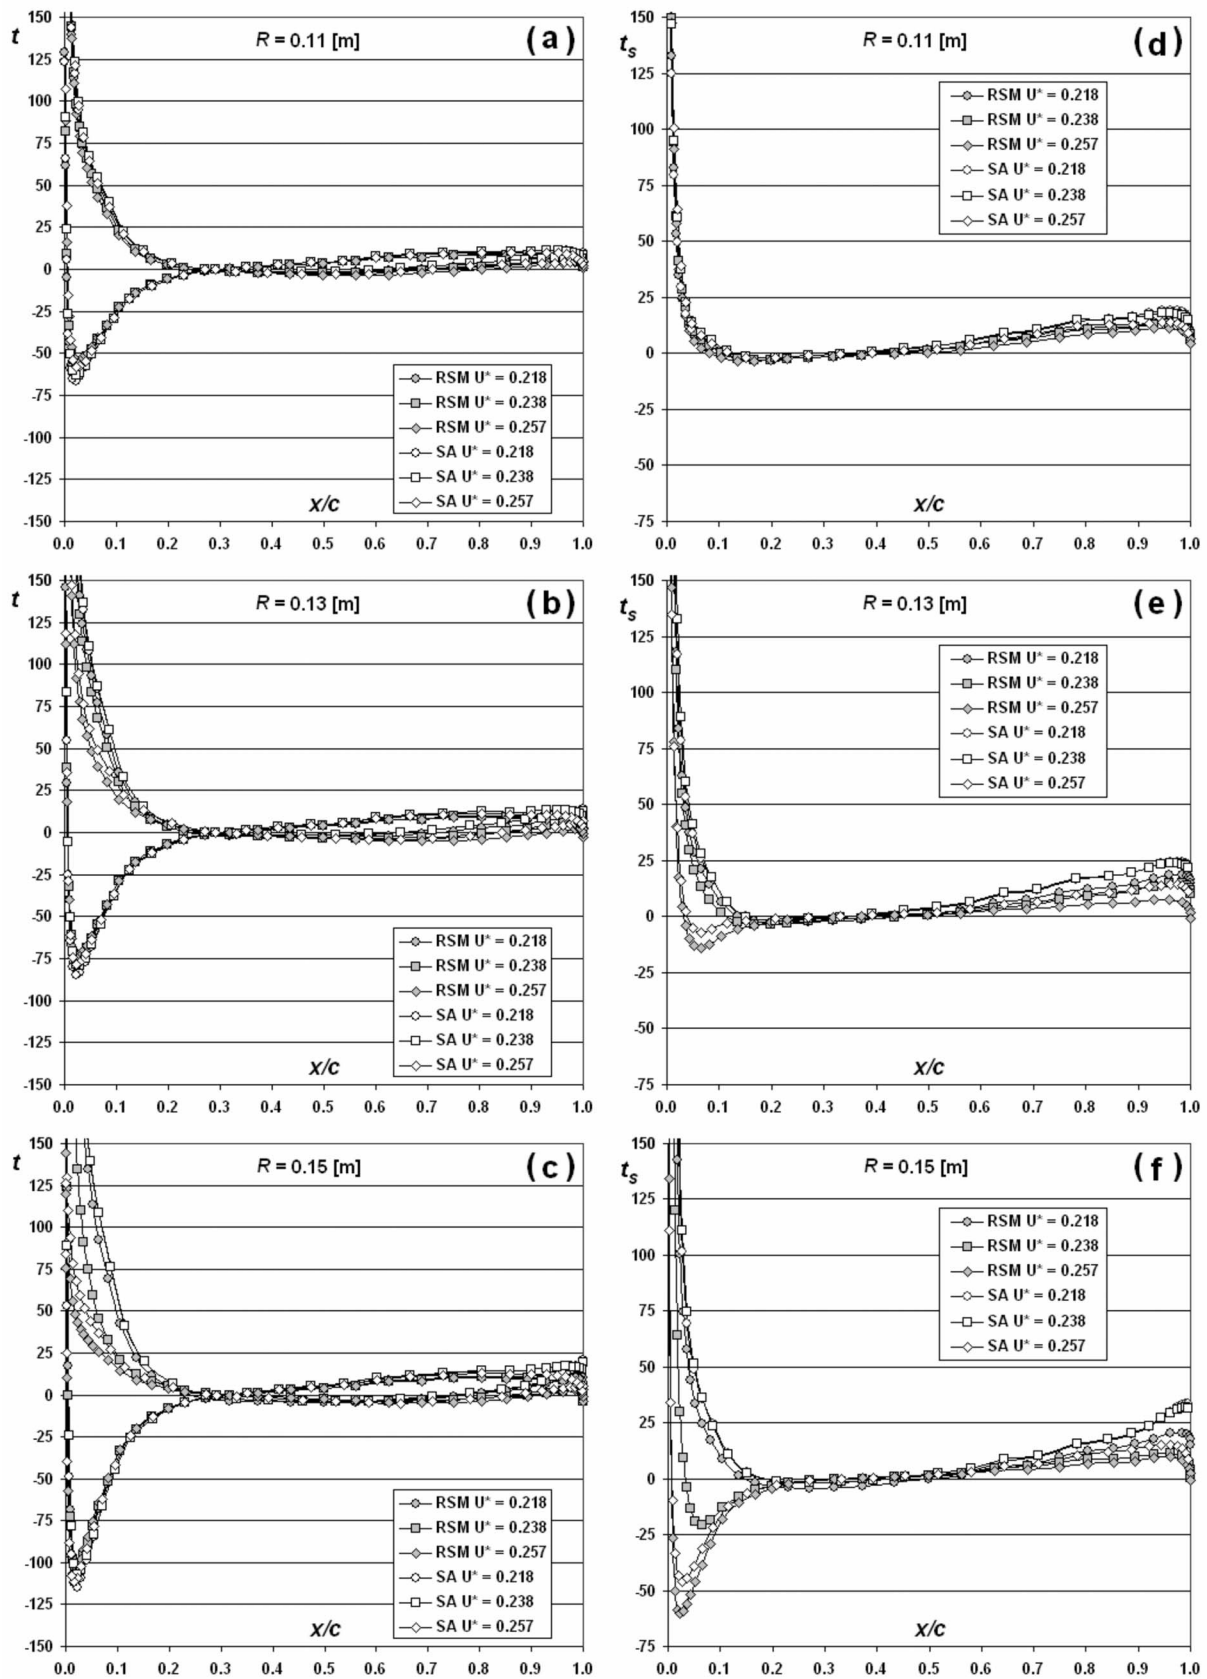 t
R = 0.11 [m]
(a)
150
125
100
75
50
25
0
-25
-50
-75
-100
-125
-150
RSM U* = 0.218
RSM U* = 0.238
RSM U* = 0.257
SA U* = 0.218
SA U* = 0.238
SA U* = 0.257
x/c
0.0 0.1 0.2 0.3 0.4 0.5 0.6 0.7 0.8 0.9 1.0
ts
R = 0.11 [m]
(d)
150
125
100
75
50
25
0
-25
-50
-75
RSM U* = 0.218
RSM U* = 0.238
RSM U* = 0.257
SA U* = 0.218
SA U* = 0.238
SA U* = 0.257
x/c
0.0 0.1 0.2 0.3 0.4 0.5 0.6 0.7 0.8 0.9 1.0
t
R = 0.13 [m]
(b)
150
125
100
75
50
25
0
-25
-50
-75
-100
-125
-150
RSM U* = 0.218
RSM U* = 0.238
RSM U* = 0.257
SA U* = 0.218
SA U* = 0.238
SA U* = 0.257
x/c
0.0 0.1 0.2 0.3 0.4 0.5 0.6 0.7 0.8 0.9 1.0
ts
R = 0.13 [m]
(e)
150
125
100
75
50
25
0
-25
-50
-75
RSM U* = 0.218
RSM U* = 0.238
RSM U* = 0.257
SA U* = 0.218
SA U* = 0.238
SA U* = 0.257
x/c
0.0 0.1 0.2 0.3 0.4 0.5 0.6 0.7 0.8 0.9 1.0
t
R = 0.15 [m]
(c)
150
125
100
75
50
25
0
-25
-50
-75
-100
-125
-150
RSM U* = 0.218
RSM U* = 0.238
RSM U* = 0.257
SA U* = 0.218
SA U* = 0.238
SA U* = 0.257
x/c
0.0 0.1 0.2 0.3 0.4 0.5 0.6 0.7 0.8 0.9 1.0
ts
R = 0.15 [m]
(f)
150
125
100
75
50
25
0
-25
-50
-75
RSM U* = 0.218
RSM U* = 0.238
RSM U* = 0.257
SA U* = 0.218
SA U* = 0.238
SA U* = 0.257
x/c
0.0 0.1 0.2 0.3 0.4 0.5 0.6 0.7 0.8 0.9 1.0